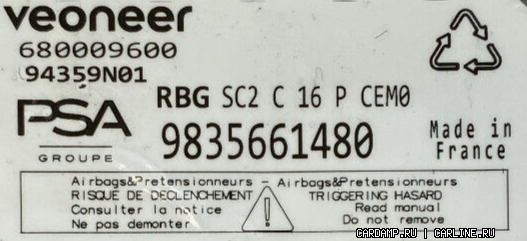 veoneer
680009600
94359N01
RBG SC2 C 16 P CEM0
PSA
GROUPE
9835661480
Made in
France
Airbags&Pretensionneurs - Airbags&Pretensionneurs
RISQUE DE DECLENCHEMENT TRIGGERING HASARD
Consulter la notice Read manual
Ne pas demonter Do not remove
CARDAMP.RU | CARLINE.RU